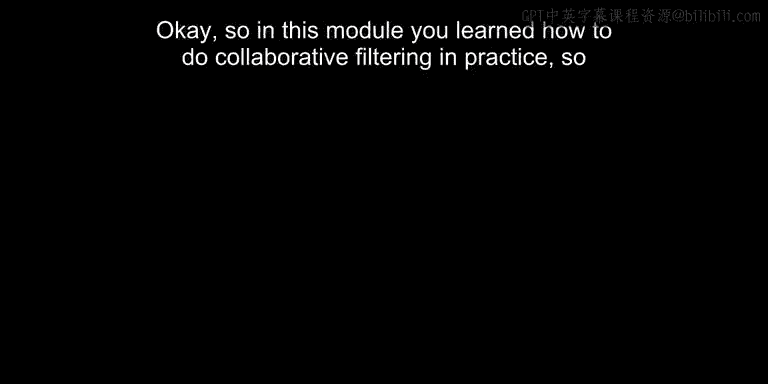 GPT中英字幕课程资源@bilibili.com
Okay, so in this module you learned how to
do collaborative filtering in practice, so